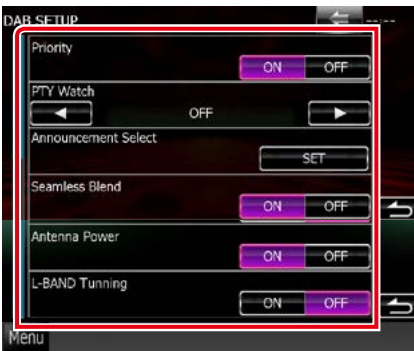 DAB SETUP --:--
Priority
ON OFF
PTY Watch
OFF
Announcement Select
SET
Seamless Blend
ON OFF
Antenna Power
ON OFF
L-BAND Tunning
ON OFF
Menu